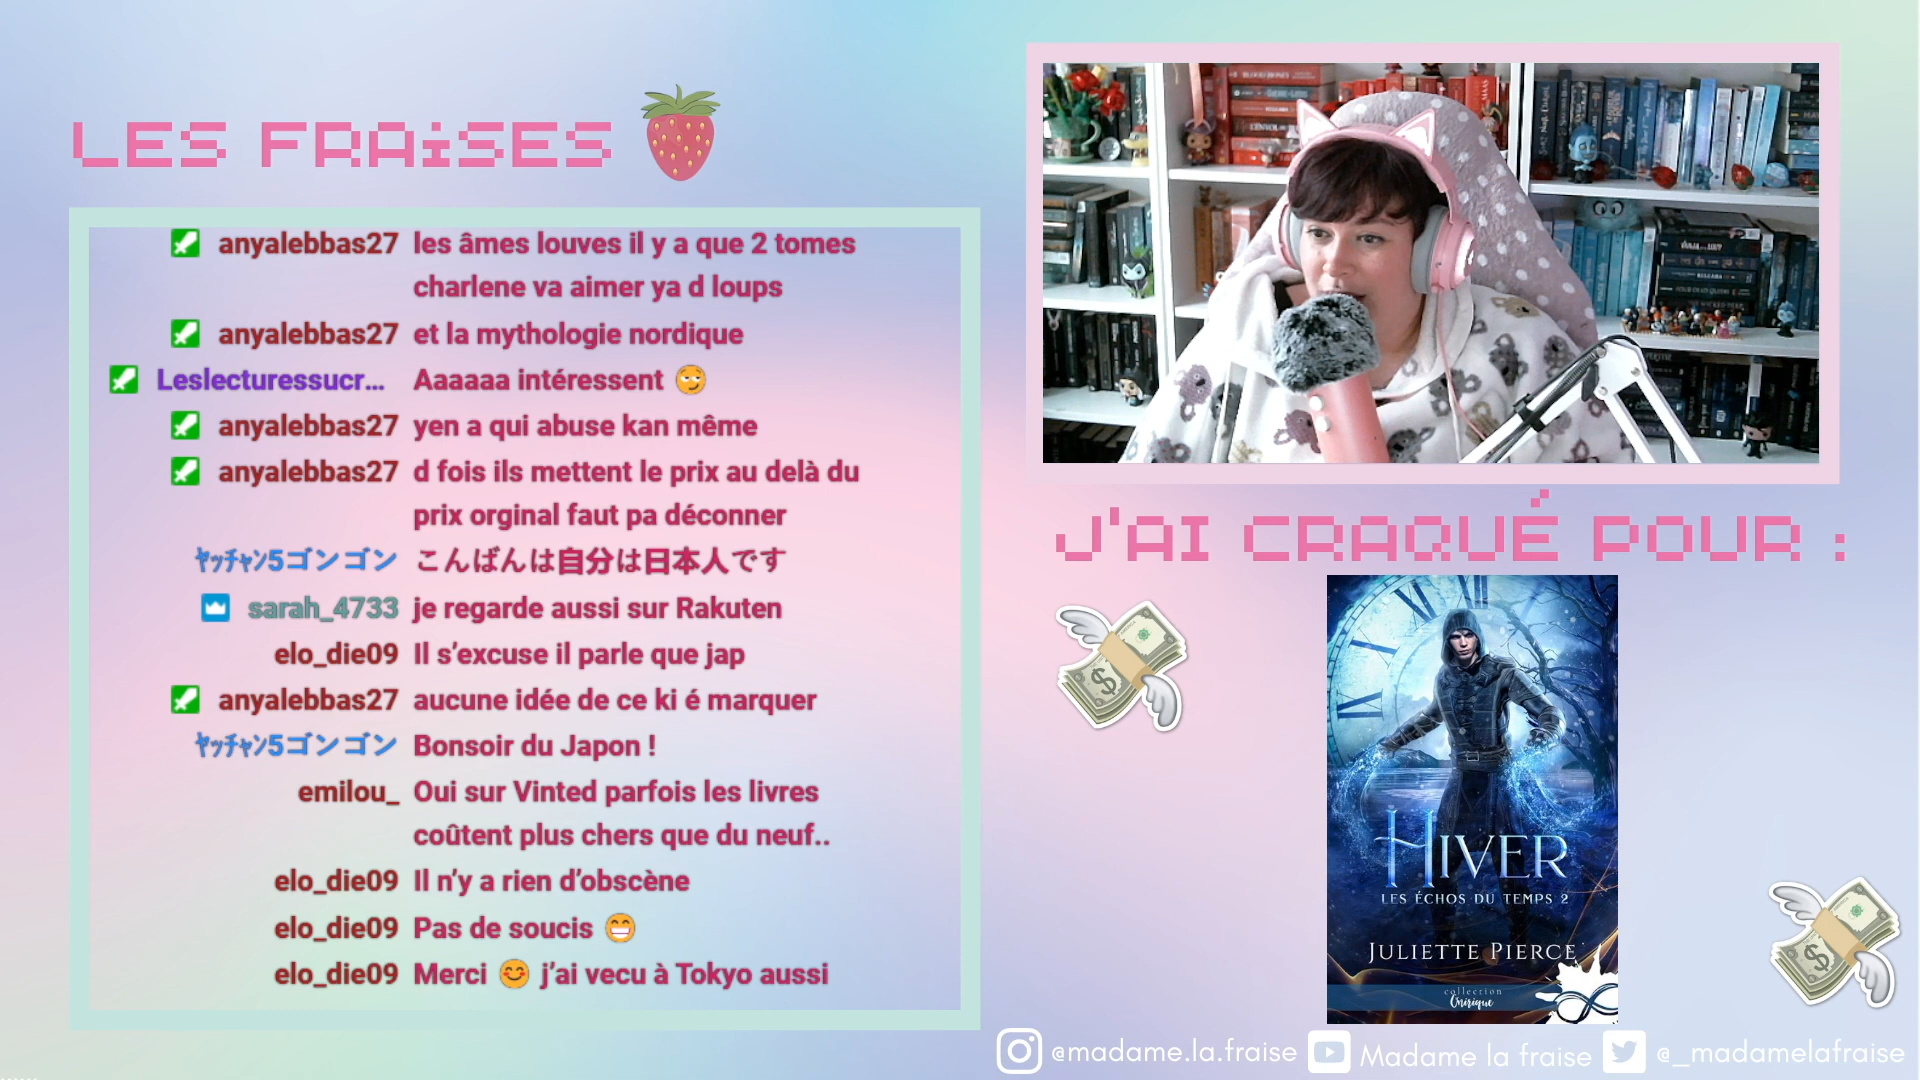 LES FRAiSES
anyalebbas27 les âmes louves il y a que 2 tomes
charlene va aimer ya d loups
anyalebbas27 et la mythologie nordique
Leslecturessucr... Aaaaaa intéressent 🙄
anyalebbas27 yen a qui abuse kan même
anyalebbas27 d fois ils mettent le prix au delà du
prix orginal faut pa déconner
ﾔｯﾁｬﾝ5ゴンゴン こんばんは自分は日本人です
sarah_4733 je regarde aussi sur Rakuten
elo_die09 Il s’excuse il parle que jap
anyalebbas27 aucune idée de ce ki é marquer
ﾔｯﾁｬﾝ5ゴンゴン Bonsoir du Japon !
emilou_ Oui sur Vinted parfois les livres
coûtent plus chers que du neuf..
elo_die09 Il n’y a rien d’obscène
elo_die09 Pas de soucis 😁
elo_die09 Merci 😊 j’ai vecu à Tokyo aussi
J'AI CRAQUÉ POUR :
HIVER
LES ÉCHOS DU TEMPS 2
JULIETTE PIERCE
collection
Onirique
@madame.la.fraise Madame la fraise @_madamelafraise